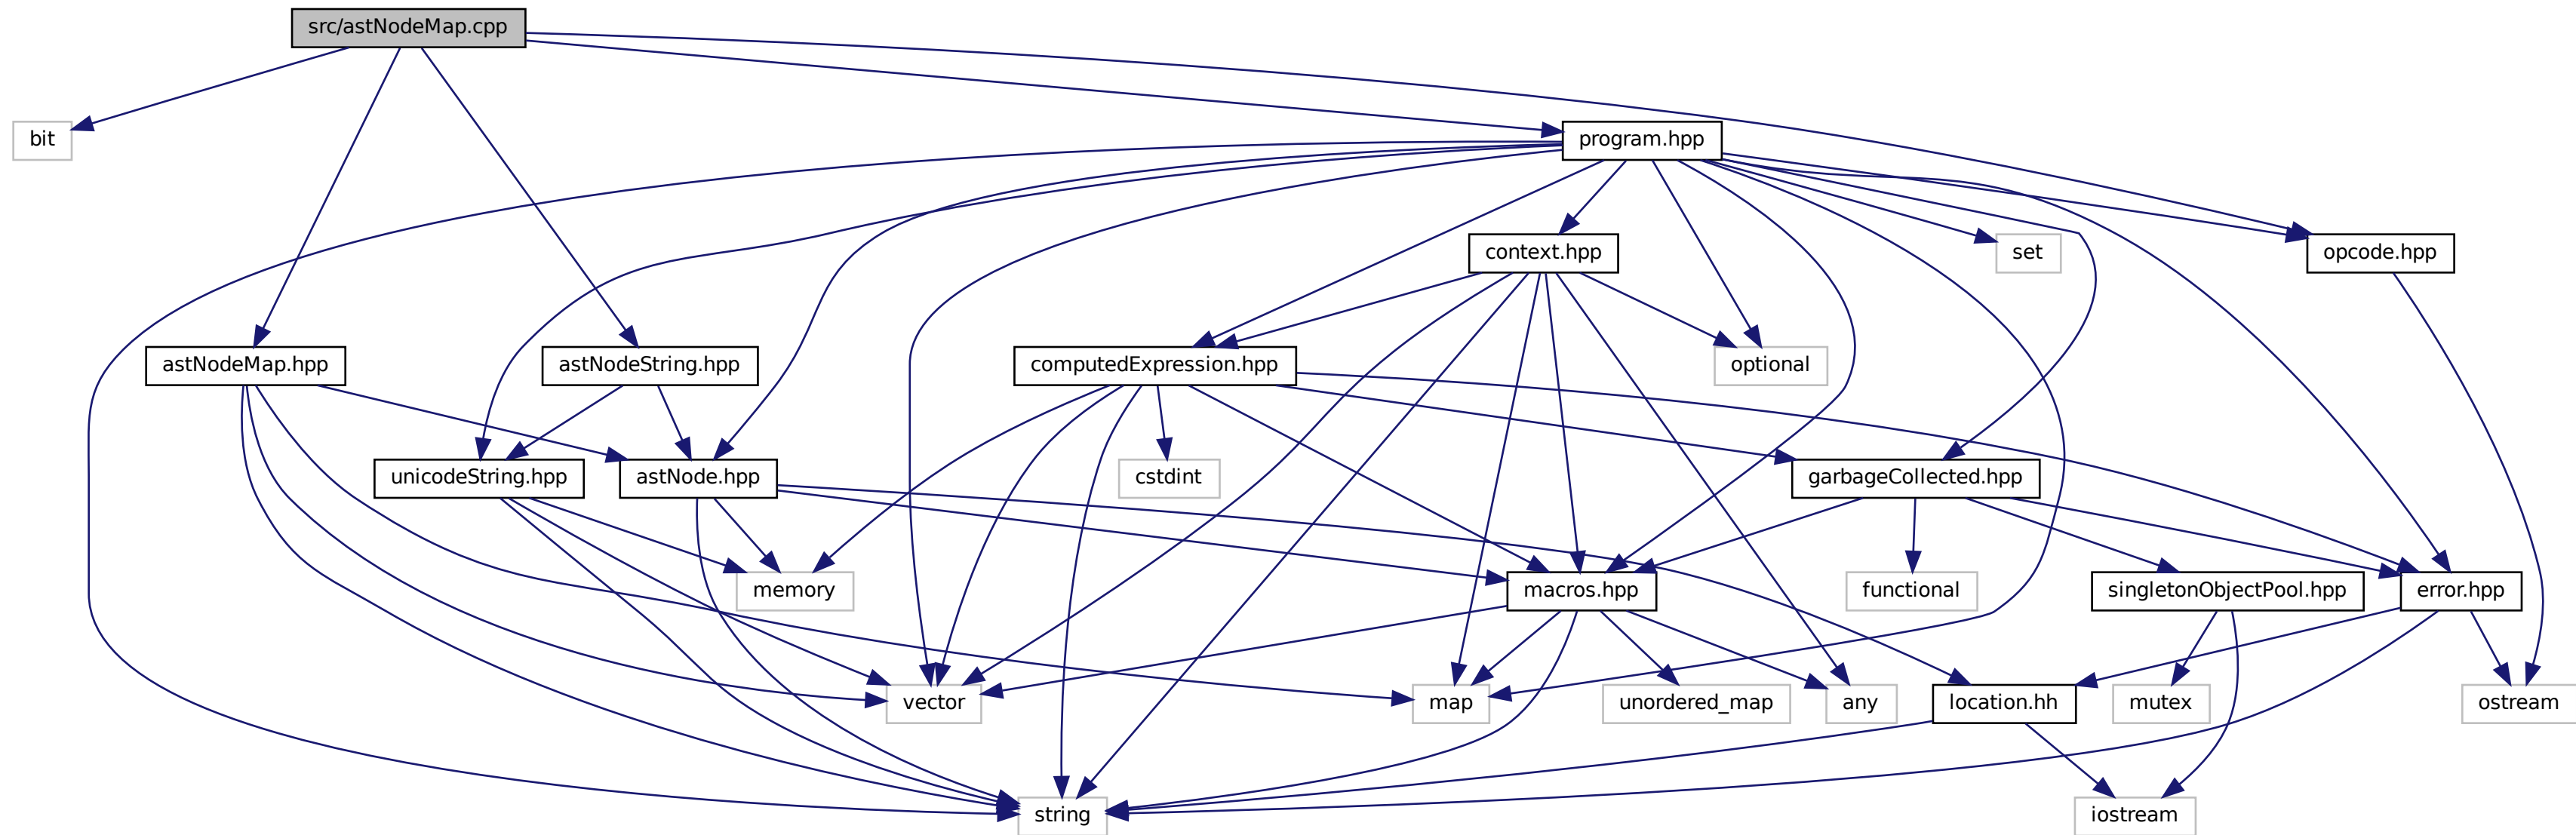 src/astNodeMap.cpp
bit
program.hpp
context.hpp
set
opcode.hpp
astNodeMap.hpp
astNodeString.hpp
computedExpression.hpp
optional
unicodeString.hpp
astNode.hpp
cstdint
garbageCollected.hpp
memory
macros.hpp
functional
singletonObjectPool.hpp
error.hpp
vector
map
unordered_map
any
location.hh
mutex
ostream
string
iostream